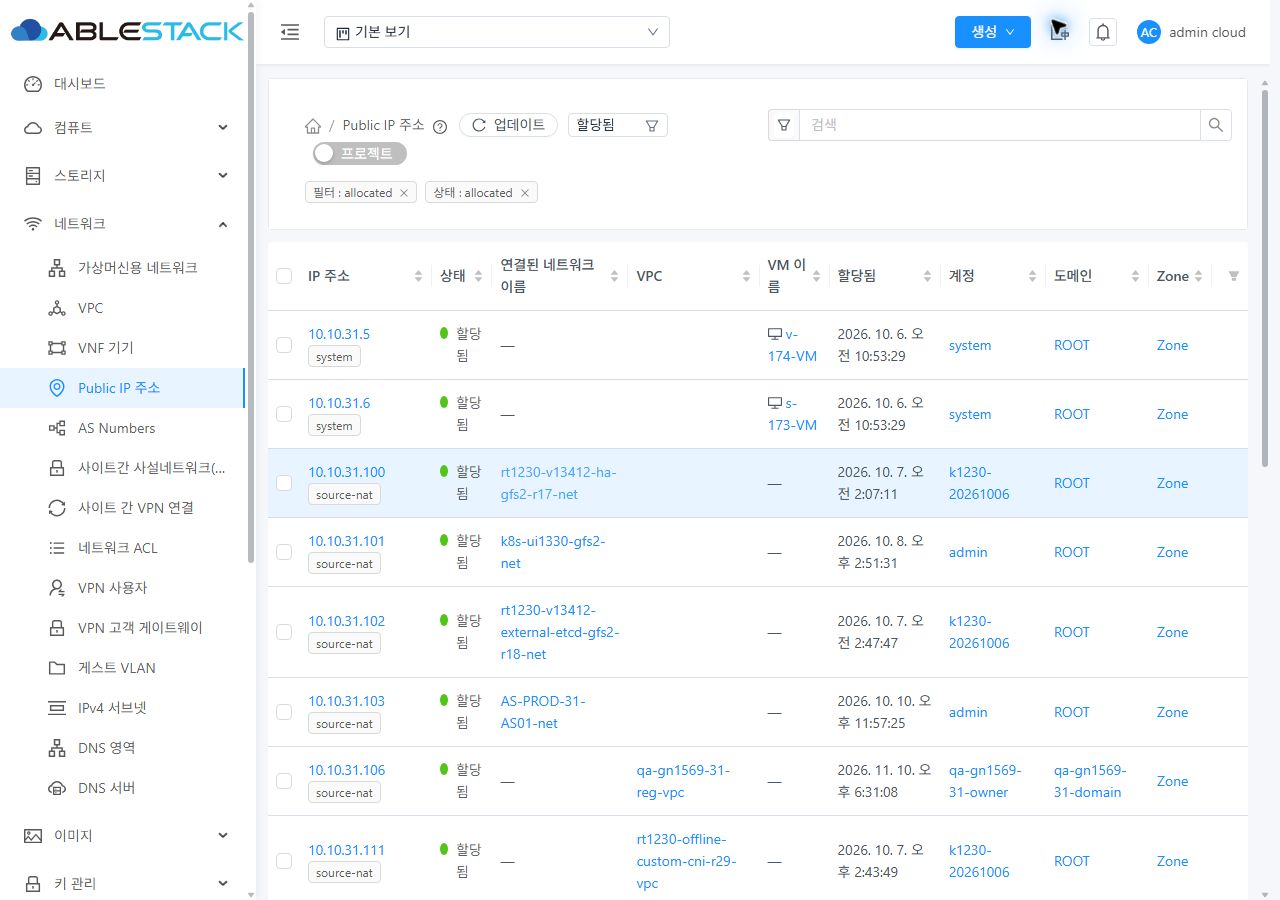 ABLESTACK
기본 보기
생성
AC admin cloud
대시보드
컴퓨트
스토리지
네트워크
가상머신용 네트워크
VPC
VNF 기기
Public IP 주소
AS Numbers
사이트간 사설네트워크(...
사이트 간 VPN 연결
네트워크 ACL
VPN 사용자
VPN 고객 게이트웨이
게스트 VLAN
IPv4 서브넷
DNS 영역
DNS 서버
이미지
키 관리
/ Public IP 주소 업데이트 할당됨 검색
프로젝트
필터 : allocated 상태 : allocated
IP 주소 상태 연결된 네트워크 이름 VPC VM 이름 할당됨 계정 도메인 Zone
10.10.31.5 할당됨 — v-174-VM 2026. 10. 6. 오전 10:53:29 system ROOT Zone
system
10.10.31.6 할당됨 — s-173-VM 2026. 10. 6. 오전 10:53:29 system ROOT Zone
system
10.10.31.100 할당됨 rt1230-v13412-ha-gfs2-r17-net — 2026. 10. 7. 오전 2:07:11 k1230-20261006 ROOT Zone
source-nat
10.10.31.101 할당됨 k8s-ui1330-gfs2-net — 2026. 10. 8. 오후 2:51:31 admin ROOT Zone
source-nat
10.10.31.102 할당됨 rt1230-v13412-external-etcd-gfs2-r18-net — 2026. 10. 7. 오전 2:47:47 k1230-20261006 ROOT Zone
source-nat
10.10.31.103 할당됨 AS-PROD-31-AS01-net — 2026. 10. 10. 오후 11:57:25 admin ROOT Zone
source-nat
10.10.31.106 할당됨 — qa-gn1569-31-reg-vpc — 2026. 11. 10. 오후 6:31:08 qa-gn1569-31-owner qa-gn1569-31-domain Zone
source-nat
10.10.31.111 할당됨 — rt1230-offline-custom-cni-r29-vpc — 2026. 10. 7. 오후 2:43:49 k1230-20261006 ROOT Zone
source-nat